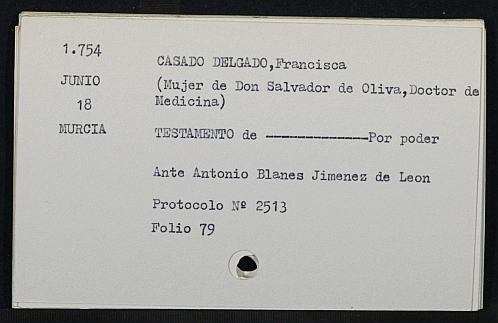 1.754
CASADO DELGADO,Francisca
JUNIO
(Mujer de Don Salvador de Oliva,Doctor de
18
Medicina)
MURCIA
TESTAMENTO de ---------------Por poder
Ante Antonio Blanes Jimenez de Leon
Protocolo Nº 2513
Folio 79